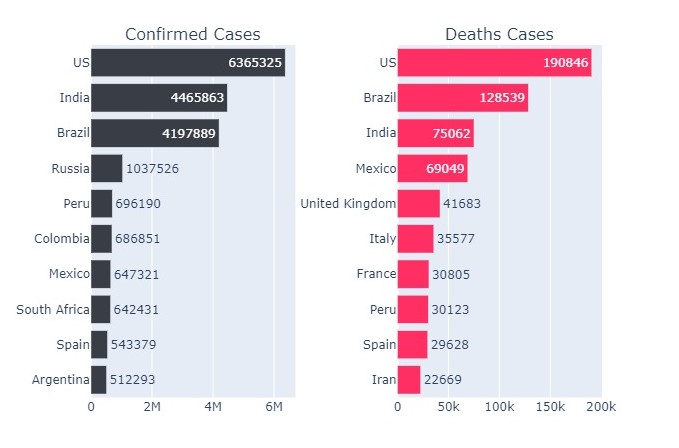 Confirmed Cases
US 6365325
India 4465863
Brazil 4197889
Russia 1037526
Peru 696190
Colombia 686851
Mexico 647321
South Africa 642431
Spain 543379
Argentina 512293
0 2M 4M 6M
Deaths Cases
US 190846
Brazil 128539
India 75062
Mexico 69049
United Kingdom 41683
Italy 35577
France 30805
Peru 30123
Spain 29628
Iran 22669
0 50k 100k 150k 200k